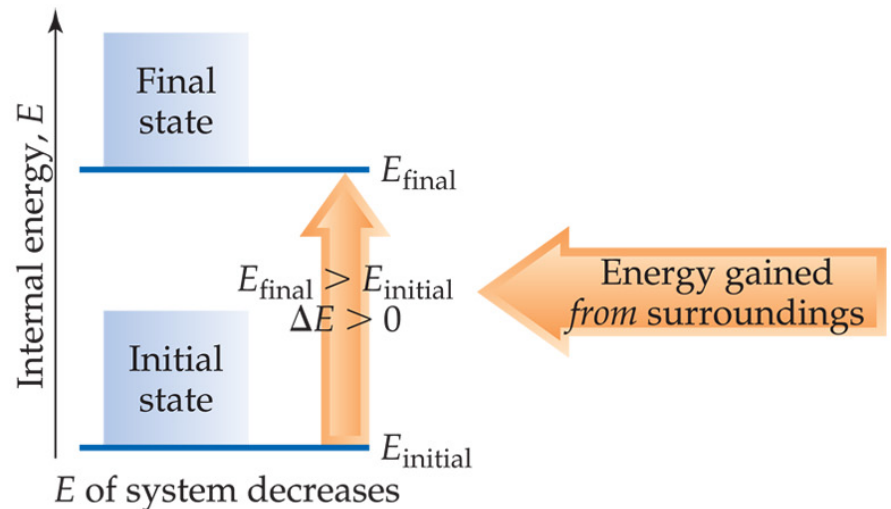 Internal energy, E
Final
state
E_final
E_final > E_initial
ΔE > 0
Energy gained
from surroundings
Initial
state
E_initial
E of system decreases